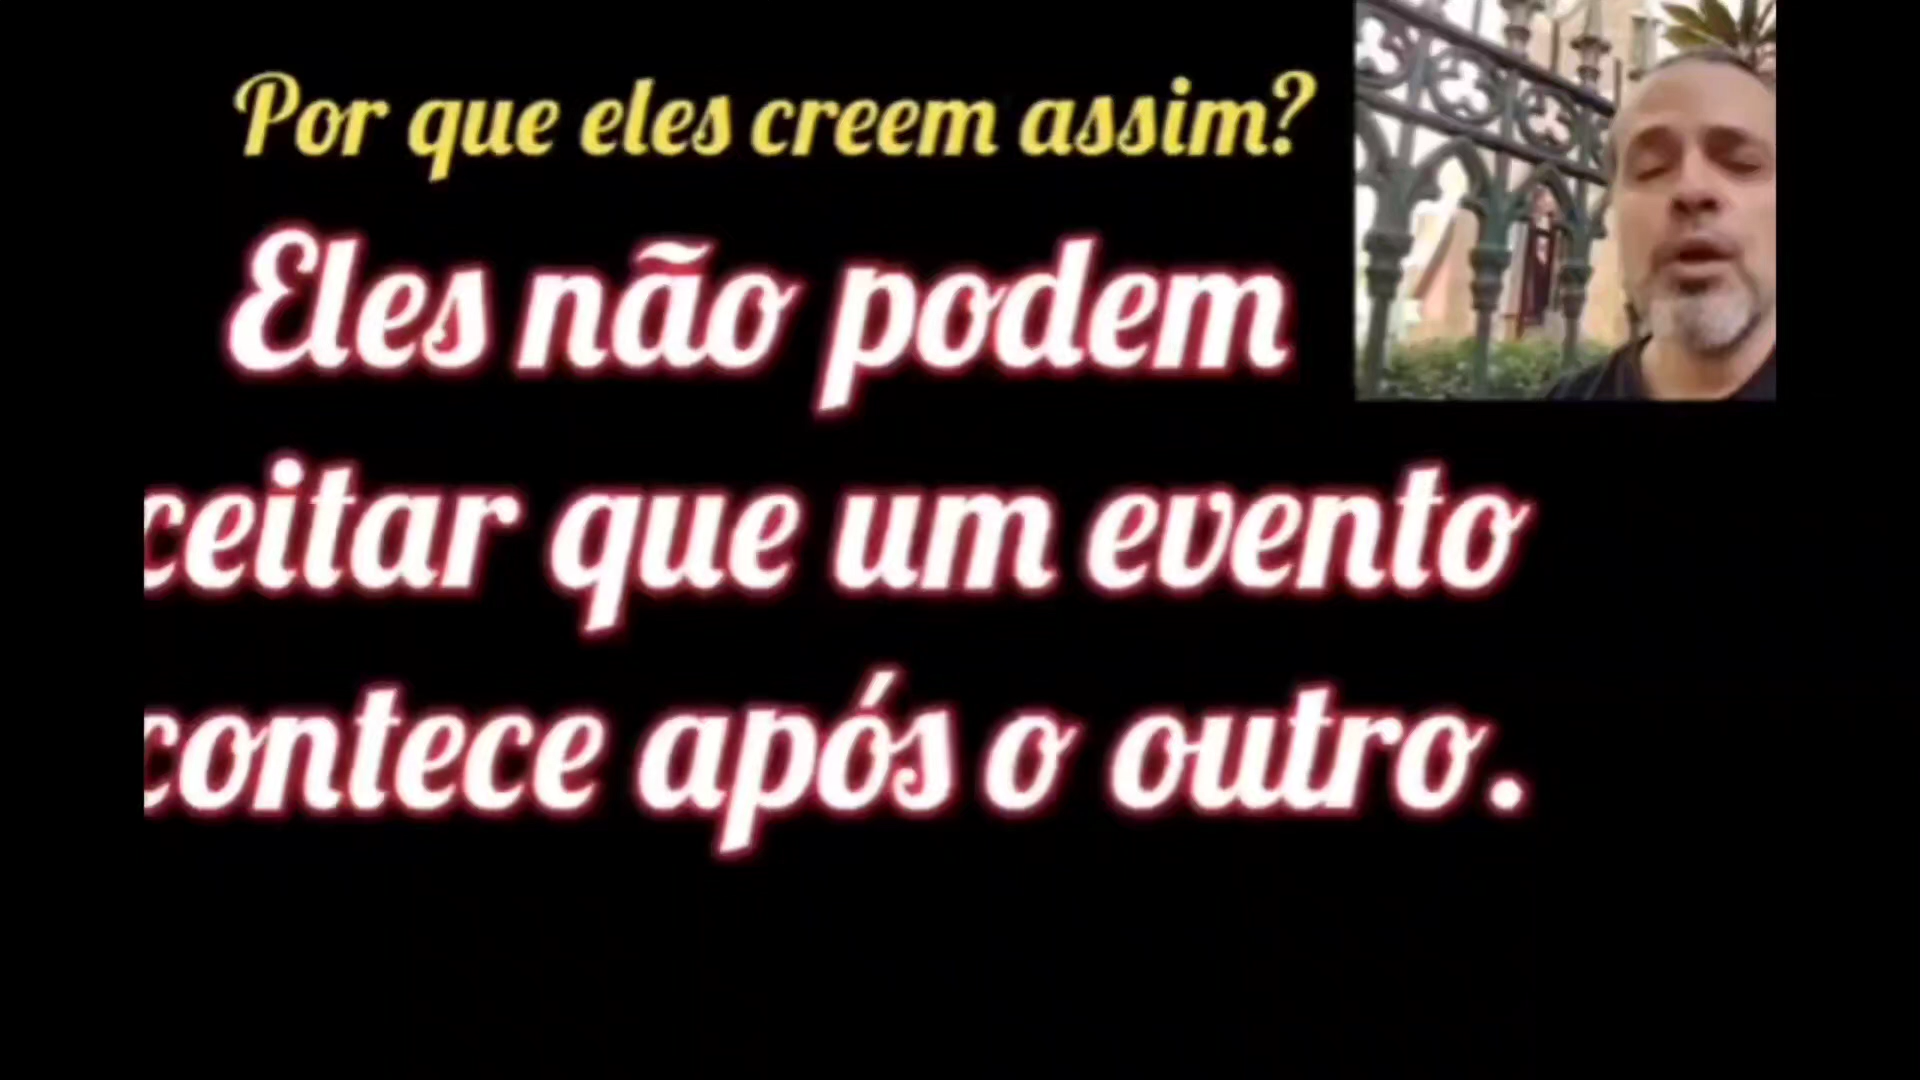 Por que eles creem assim?
Eles não podem
ceitar que um evento
contece após o outro.